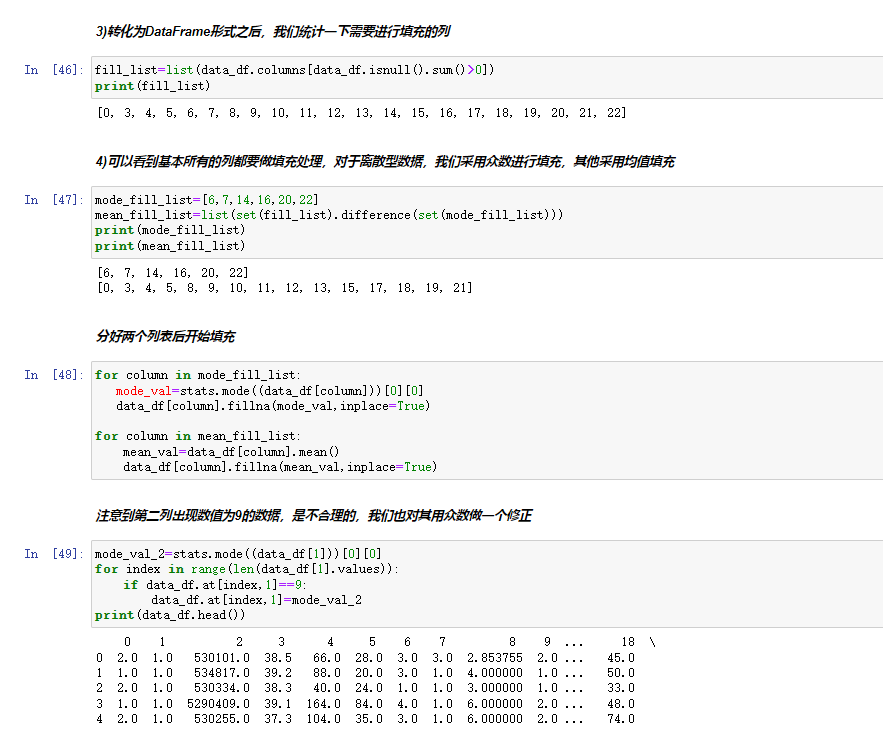 3)转化为DataFrame形式之后，我们统计一下需要进行填充的列
In [46]: fill_list=list(data_df.columns[data_df.isnull().sum()>0])
print(fill_list)
[0, 3, 4, 5, 6, 7, 8, 9, 10, 11, 12, 13, 14, 15, 16, 17, 18, 19, 20, 21, 22]
4)可以看到基本所有的列都要做填充处理，对于离散型数据，我们采用众数进行填充，其他采用均值填充
In [47]: mode_fill_list=[6,7,14,16,20,22]
mean_fill_list=list(set(fill_list).difference(set(mode_fill_list)))
print(mode_fill_list)
print(mean_fill_list)
[6, 7, 14, 16, 20, 22]
[0, 3, 4, 5, 8, 9, 10, 11, 12, 13, 15, 17, 18, 19, 21]
分好两个列表后开始填充
In [48]: for column in mode_fill_list:
mode_val=stats.mode((data_df[column]))[0][0]
data_df[column].fillna(mode_val,inplace=True)
for column in mean_fill_list:
mean_val=data_df[column].mean()
data_df[column].fillna(mean_val,inplace=True)
注意到第二列出现数值为9的数据，是不合理的，我们也对其用众数做一个修正
In [49]: mode_val_2=stats.mode((data_df[1]))[0][0]
for index in range(len(data_df[1].values)):
if data_df.at[index,1]==9:
data_df.at[index,1]=mode_val_2
print(data_df.head())
0 1 2 3 4 5 6 7 8 9 ... 18 \
0 2.0 1.0 530101.0 38.5 66.0 28.0 3.0 3.0 2.853755 2.0 ... 45.0
1 1.0 1.0 534817.0 39.2 88.0 20.0 3.0 1.0 4.000000 1.0 ... 50.0
2 2.0 1.0 530334.0 38.3 40.0 24.0 1.0 1.0 3.000000 1.0 ... 33.0
3 1.0 1.0 5290409.0 39.1 164.0 84.0 4.0 1.0 6.000000 2.0 ... 48.0
4 2.0 1.0 530255.0 37.3 104.0 35.0 3.0 1.0 6.000000 2.0 ... 74.0